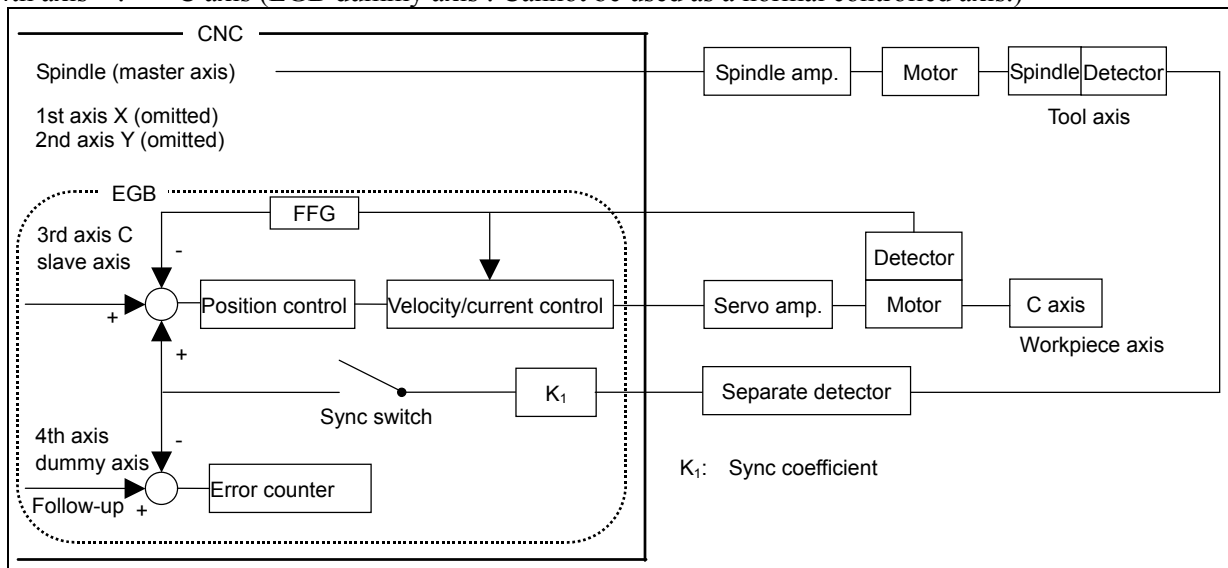 C axis (EGB dummy axis : Cannot be used as a normal controlled axis.)
CNC
Spindle (master axis)
Spindle amp.
Motor
Spindle
Detector
Tool axis
1st axis X (omitted)
2nd axis Y (omitted)
EGB
FFG
3rd axis C
slave axis
-
+
+
Position control
Velocity/current control
Servo amp.
Detector
Motor
C axis
Workpiece axis
Sync switch
K₁
Separate detector
4th axis
dummy axis
-
Follow-up
+
Error counter
K₁: Sync coefficient